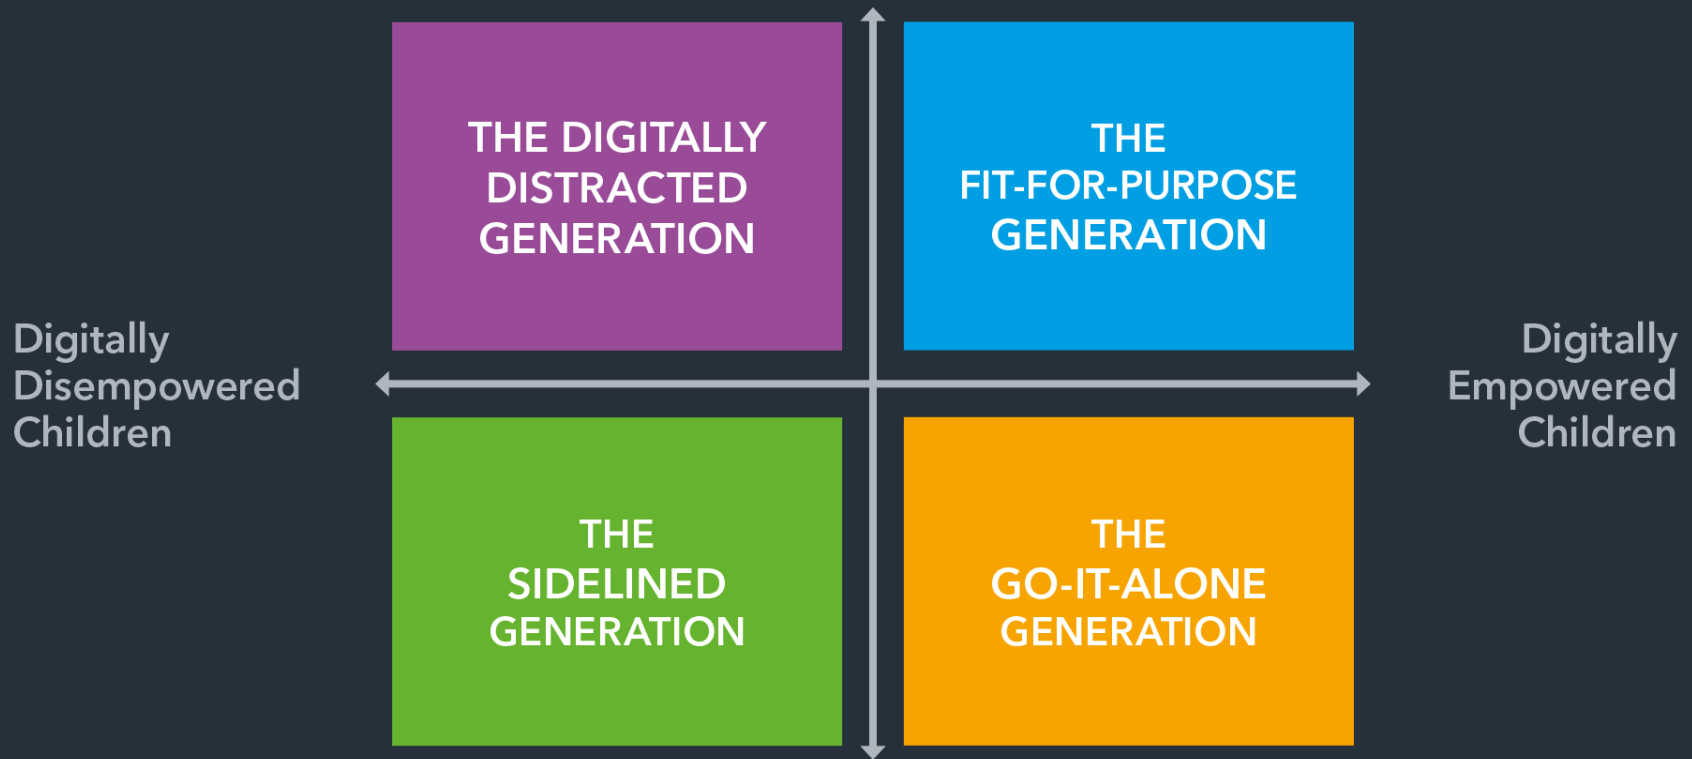 THE DIGITALLY
DISTRACTED
GENERATION
THE
FIT-FOR-PURPOSE
GENERATION
Digitally
Disempowered
Children
Digitally
Empowered
Children
THE
SIDELINED
GENERATION
THE
GO-IT-ALONE
GENERATION